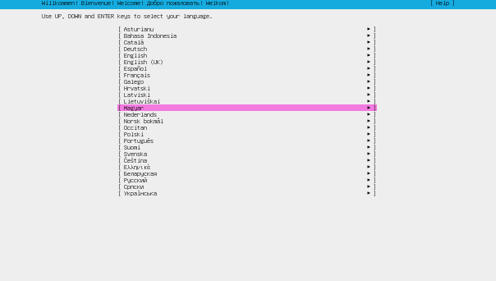 Willkommen! Bienvenue! Welcome! Добро пожаловать! Welkom!
[ Help ]
Use UP, DOWN and ENTER keys to select your language.
[ Asturianu ► ]
[ Bahasa Indonesia ► ]
[ Català ► ]
[ Deutsch ► ]
[ English ► ]
[ English (UK) ► ]
[ Español ► ]
[ Français ► ]
[ Galego ► ]
[ Hrvatski ► ]
[ Latviski ► ]
[ Lietuviškai ► ]
[ Magyar ► ]
[ Nederlands ► ]
[ Norsk bokmål ► ]
[ Occitan ► ]
[ Polski ► ]
[ Português ► ]
[ Suomi ► ]
[ Svenska ► ]
[ Čeština ► ]
[ Ελληνικά ► ]
[ Беларуская ► ]
[ Русский ► ]
[ Српски ► ]
[ Українська ► ]